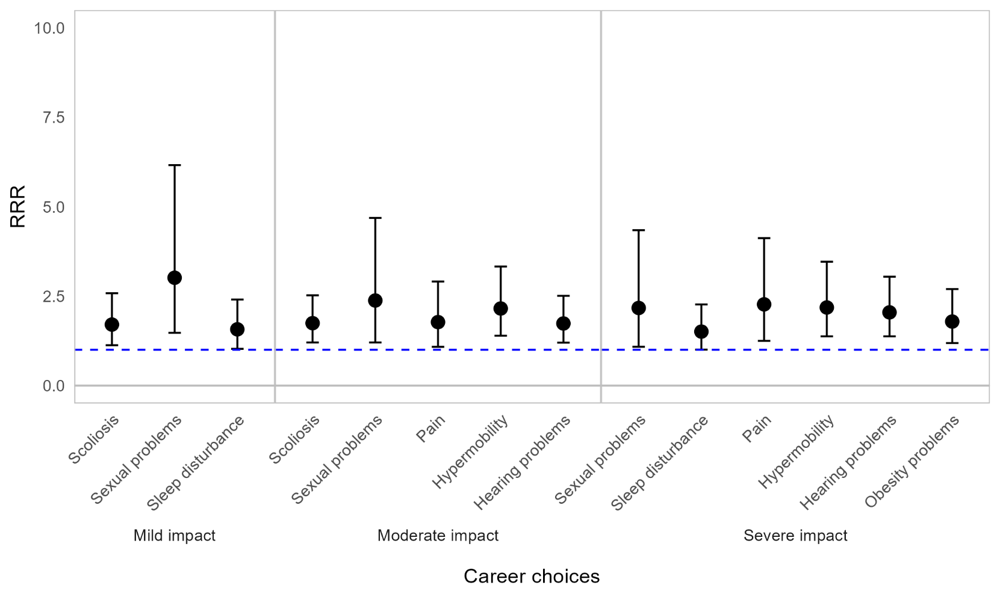 10.0
7.5
5.0
2.5
0.0
RRR
Scoliosis
Sexual problems
Sleep disturbance
Scoliosis
Sexual problems
Pain
Hypermobility
Hearing problems
Sexual problems
Sleep disturbance
Pain
Hypermobility
Hearing problems
Obesity problems
Mild impact
Moderate impact
Severe impact
Career choices